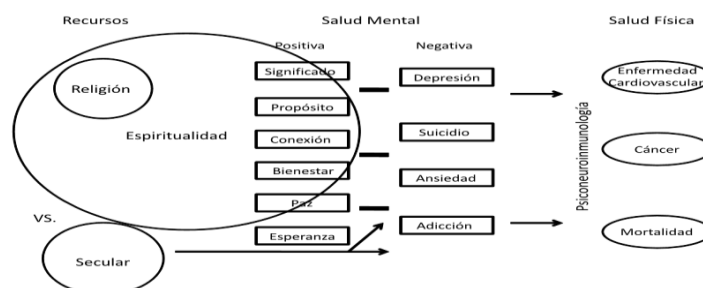 Recursos
Salud Mental
Salud Física
Positiva
Negativa
Religión
Espiritualidad
VS.
Secular
Significado
Propósito
Conexión
Bienestar
Paz
Esperanza
Depresión
Suicidio
Ansiedad
Adicción
Psiconeuroinmunología
Enfermedad
Cardiovascular
Cáncer
Mortalidad